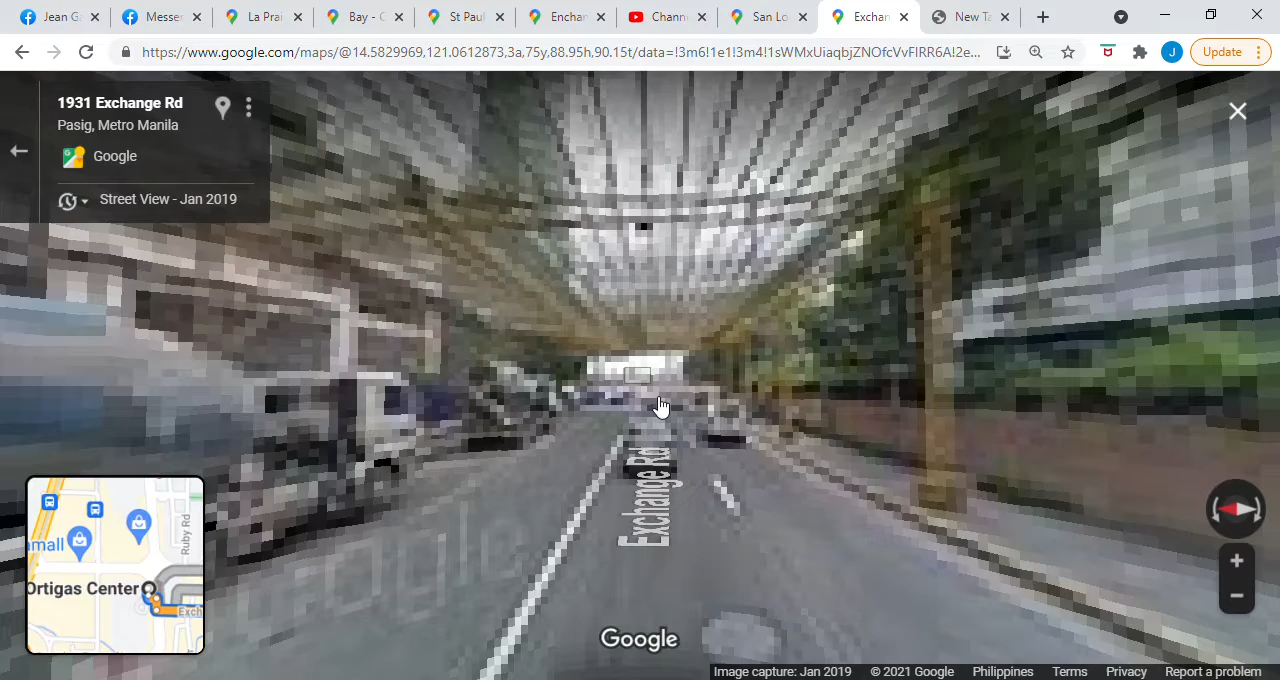 Jean G
Messe
La Prai
Bay - C
St Paul
Enchan
Chann
San Lo
Exchan
New Ta
https://www.google.com/maps/@14.5829969,121.0612873,3a,75y,88.95h,90.15t/data=!3m6!1e1!3m4!1sWMxUiaqbjZNOfcVvFIRR6A!2e...
J
Update
1931 Exchange Rd
Pasig, Metro Manila
Google
Street View - Jan 2019
Exchange Rd
Ruby Rd
mall
Ortigas Center
Exch
Google
Image capture: Jan 2019 © 2021 Google Philippines Terms Privacy Report a problem